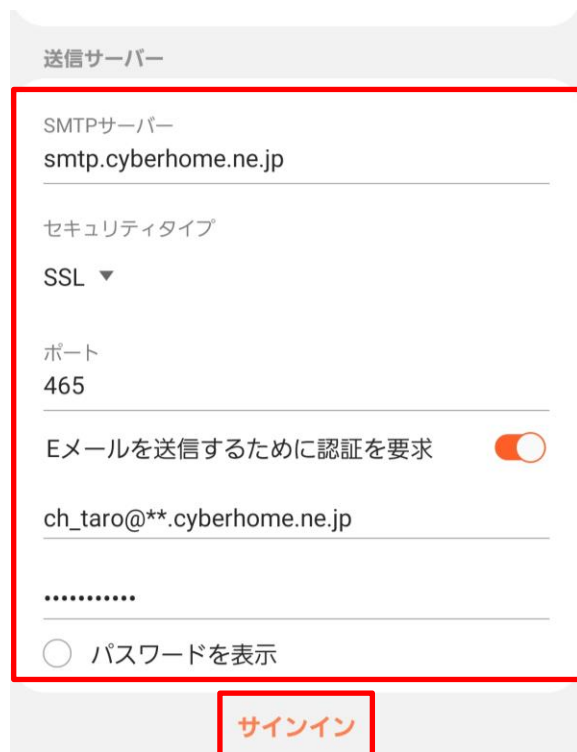 送信サーバー
SMTPサーバー
smtp.cyberhome.ne.jp
セキュリティタイプ
SSL
ポート
465
Eメールを送信するために認証を要求
ch_taro@**.cyberhome.ne.jp
•••••••••••
パスワードを表示
サインイン